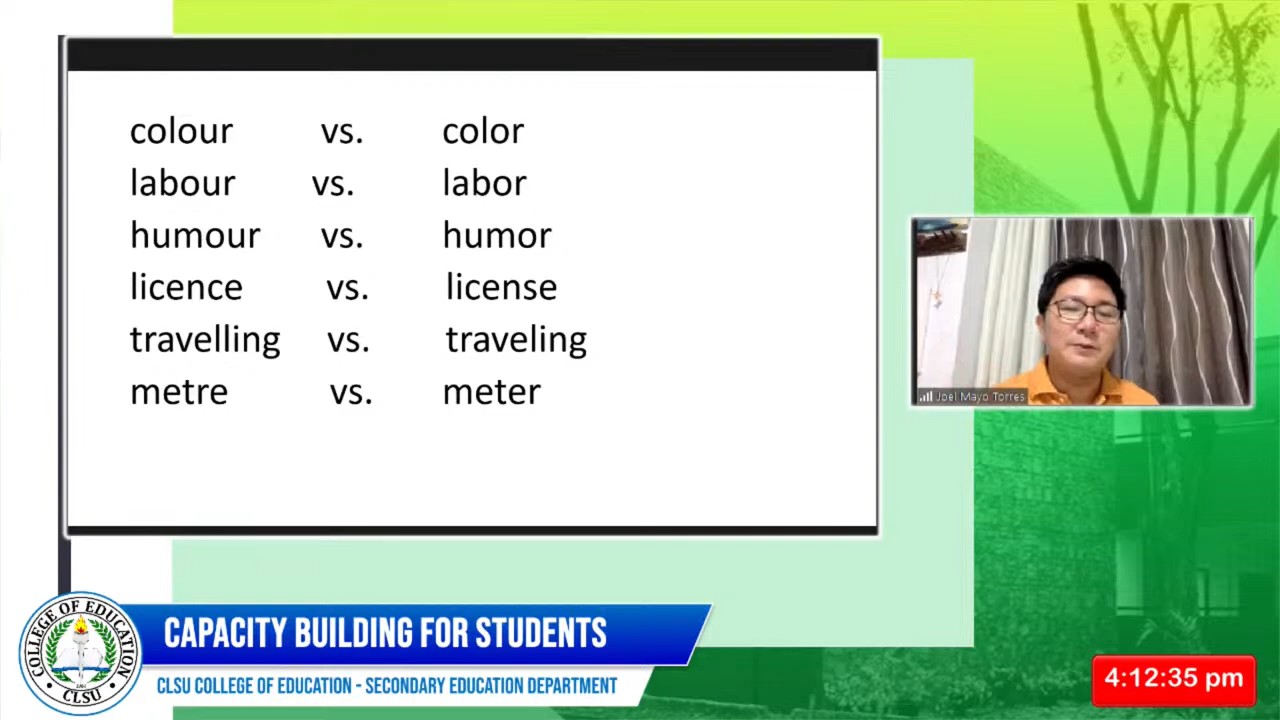 colour vs. color
labour vs. labor
humour vs. humor
licence vs. license
travelling vs. traveling
metre vs. meter
Joel Mayo Torres
COLLEGE OF EDUCATION
CLSU
CAPACITY BUILDING FOR STUDENTS
CLSU COLLEGE OF EDUCATION - SECONDARY EDUCATION DEPARTMENT
4:12:35 pm